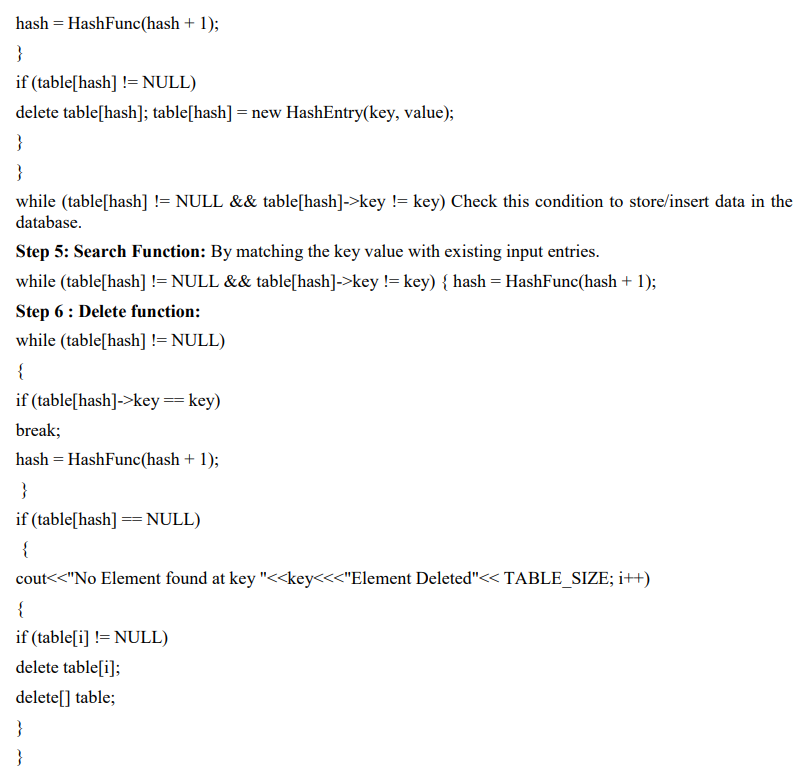 hash = HashFunc(hash + 1);
}
if (table[hash] != NULL)
delete table[hash]; table[hash] = new HashEntry(key, value);
}
}
while (table[hash] != NULL && table[hash]->key != key) Check this condition to store/insert data in the
database.
Step 5: Search Function: By matching the key value with existing input entries.
while (table[hash] != NULL && table[hash]->key != key) { hash = HashFunc(hash + 1);
Step 6 : Delete function:
while (table[hash] != NULL)
{
if (table[hash]->key == key)
break;
hash = HashFunc(hash + 1);
}
if (table[hash] == NULL)
{
cout<<"No Element found at key "<<key<<<"Element Deleted"<< TABLE_SIZE; i++)
{
if (table[i] != NULL)
delete table[i];
delete[] table;
}
}